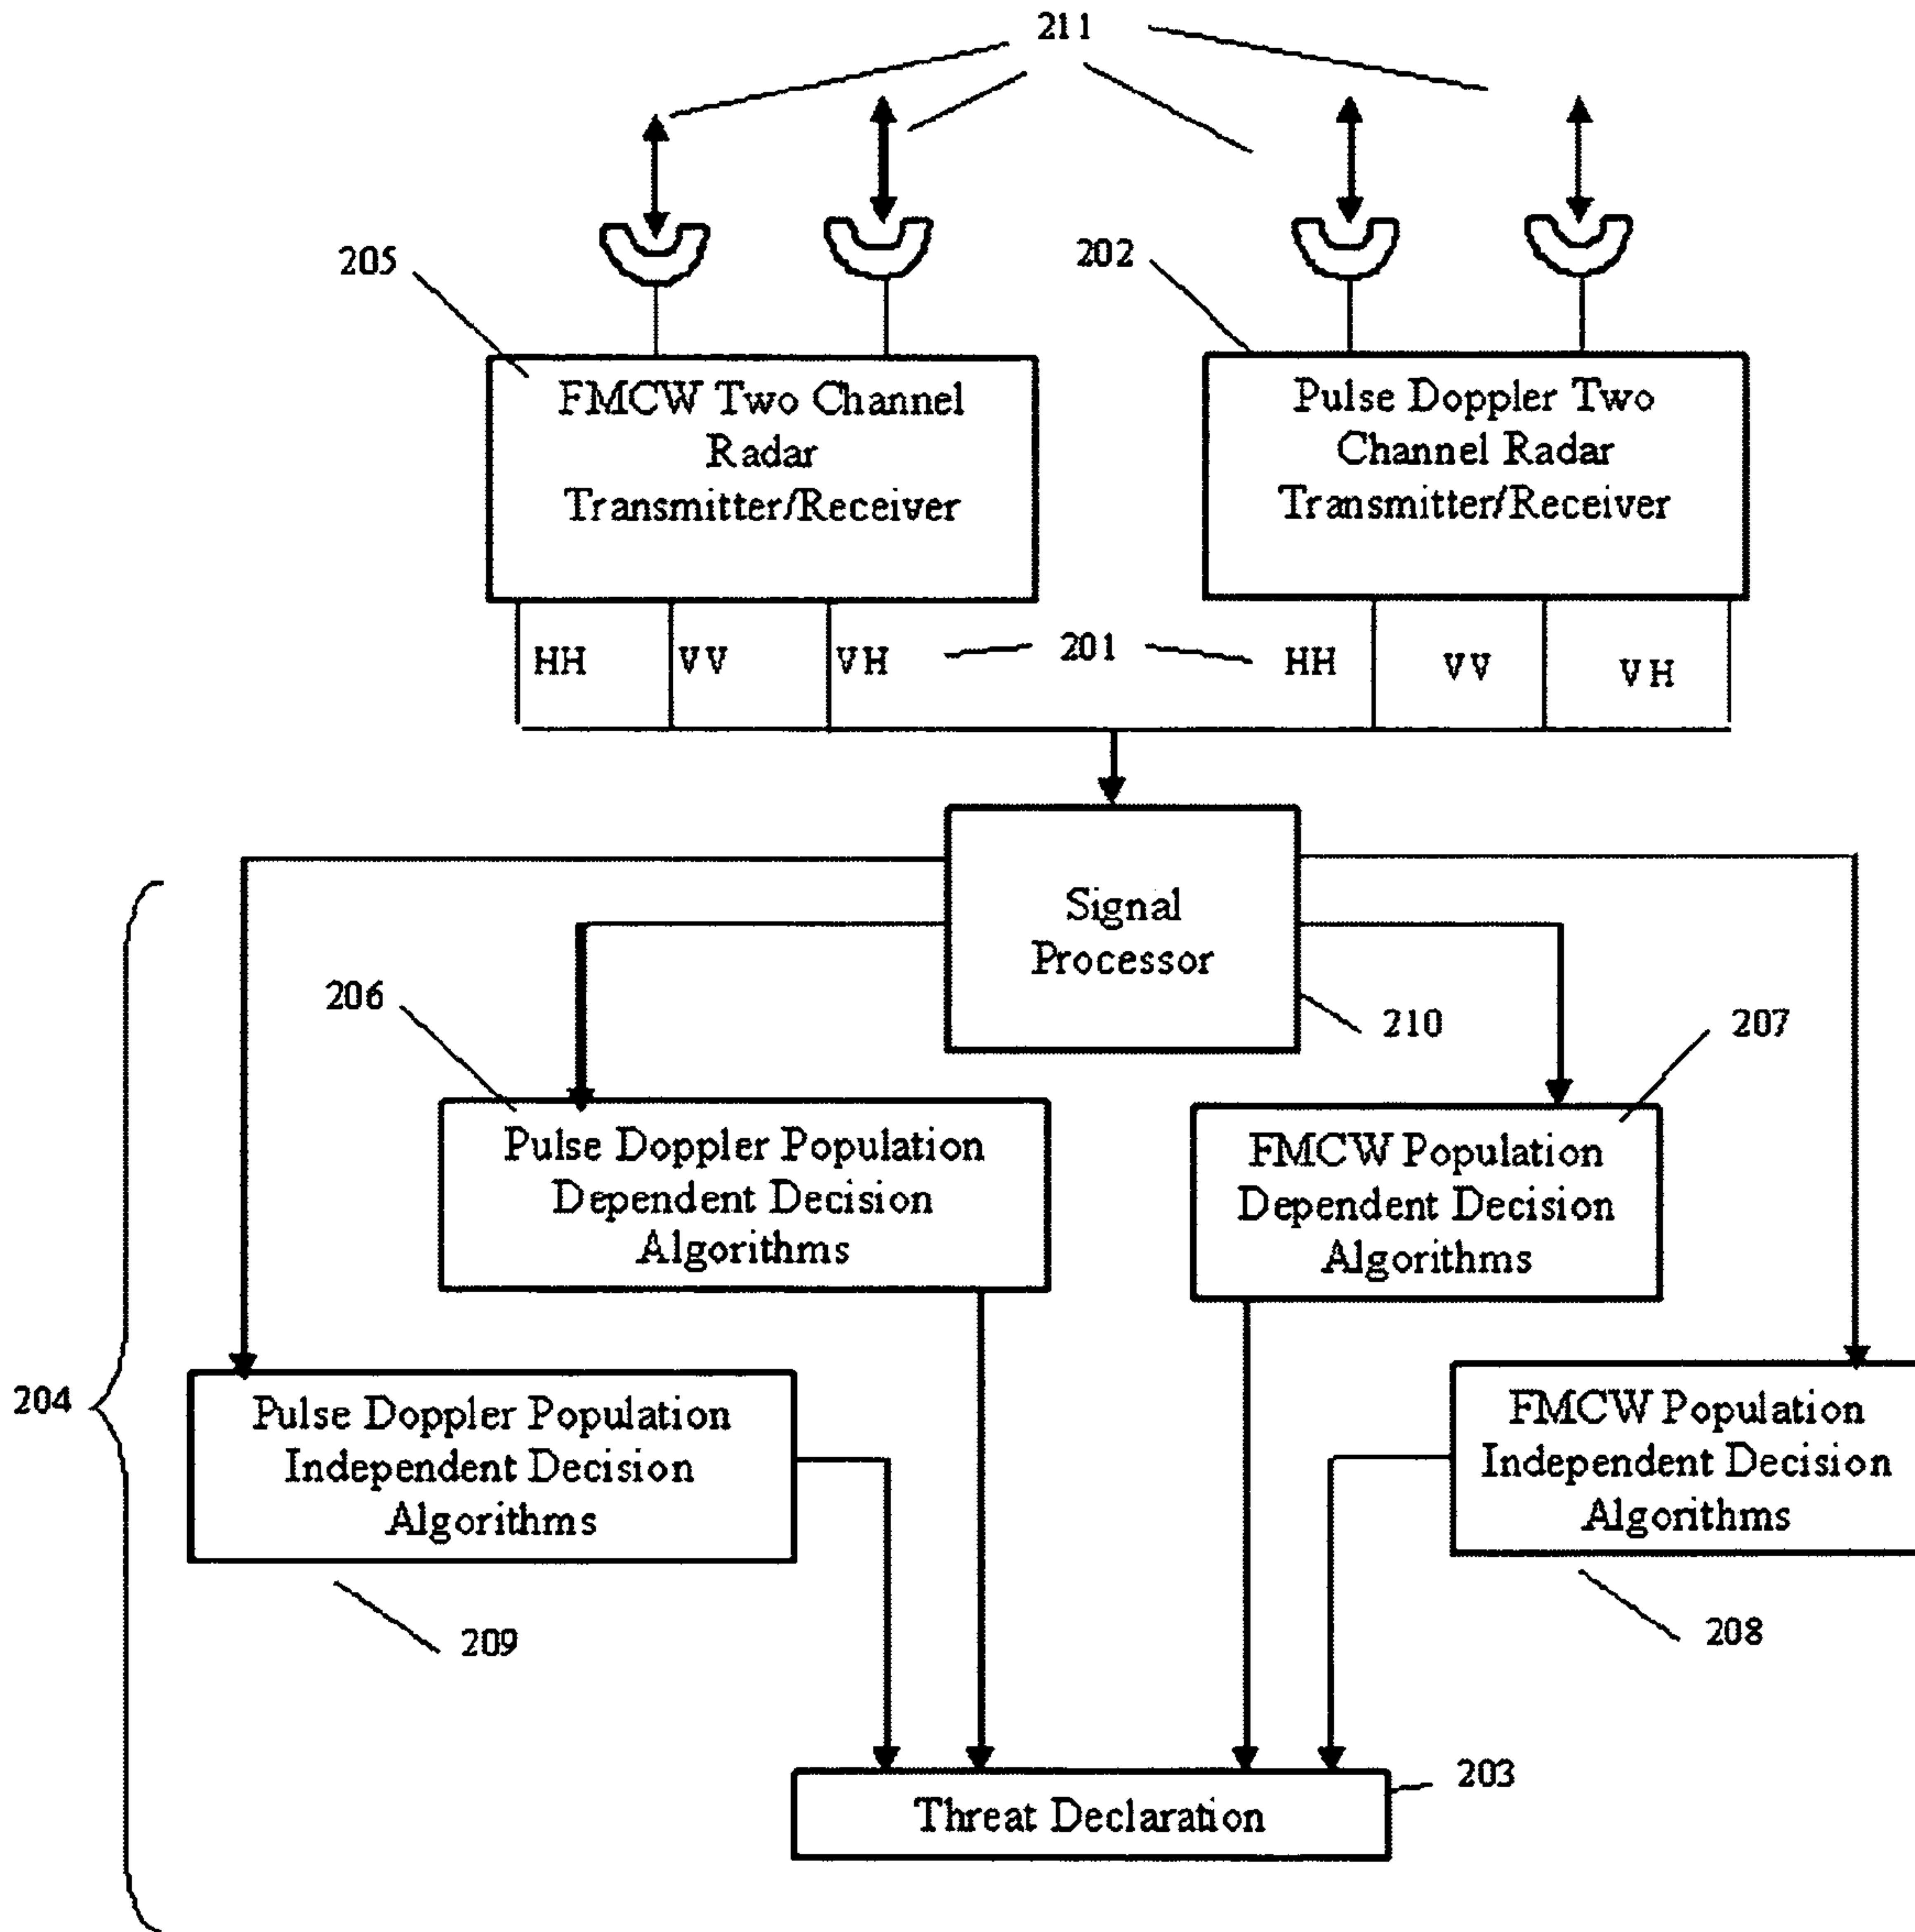 211
205
202
FMCW Two Channel
Radar
Transmitter/Receiver
Pulse Doppler Two
Channel Radar
Transmitter/Receiver
HH VV VH 201 HH VV VH
Signal
Processor
206
210
207
Pulse Doppler Population
Dependent Decision
Algorithms
FMCW Population
Dependent Decision
Algorithms
204
Pulse Doppler Population
Independent Decision
Algorithms
FMCW Population
Independent Decision
Algorithms
209
208
203
Threat Declaration